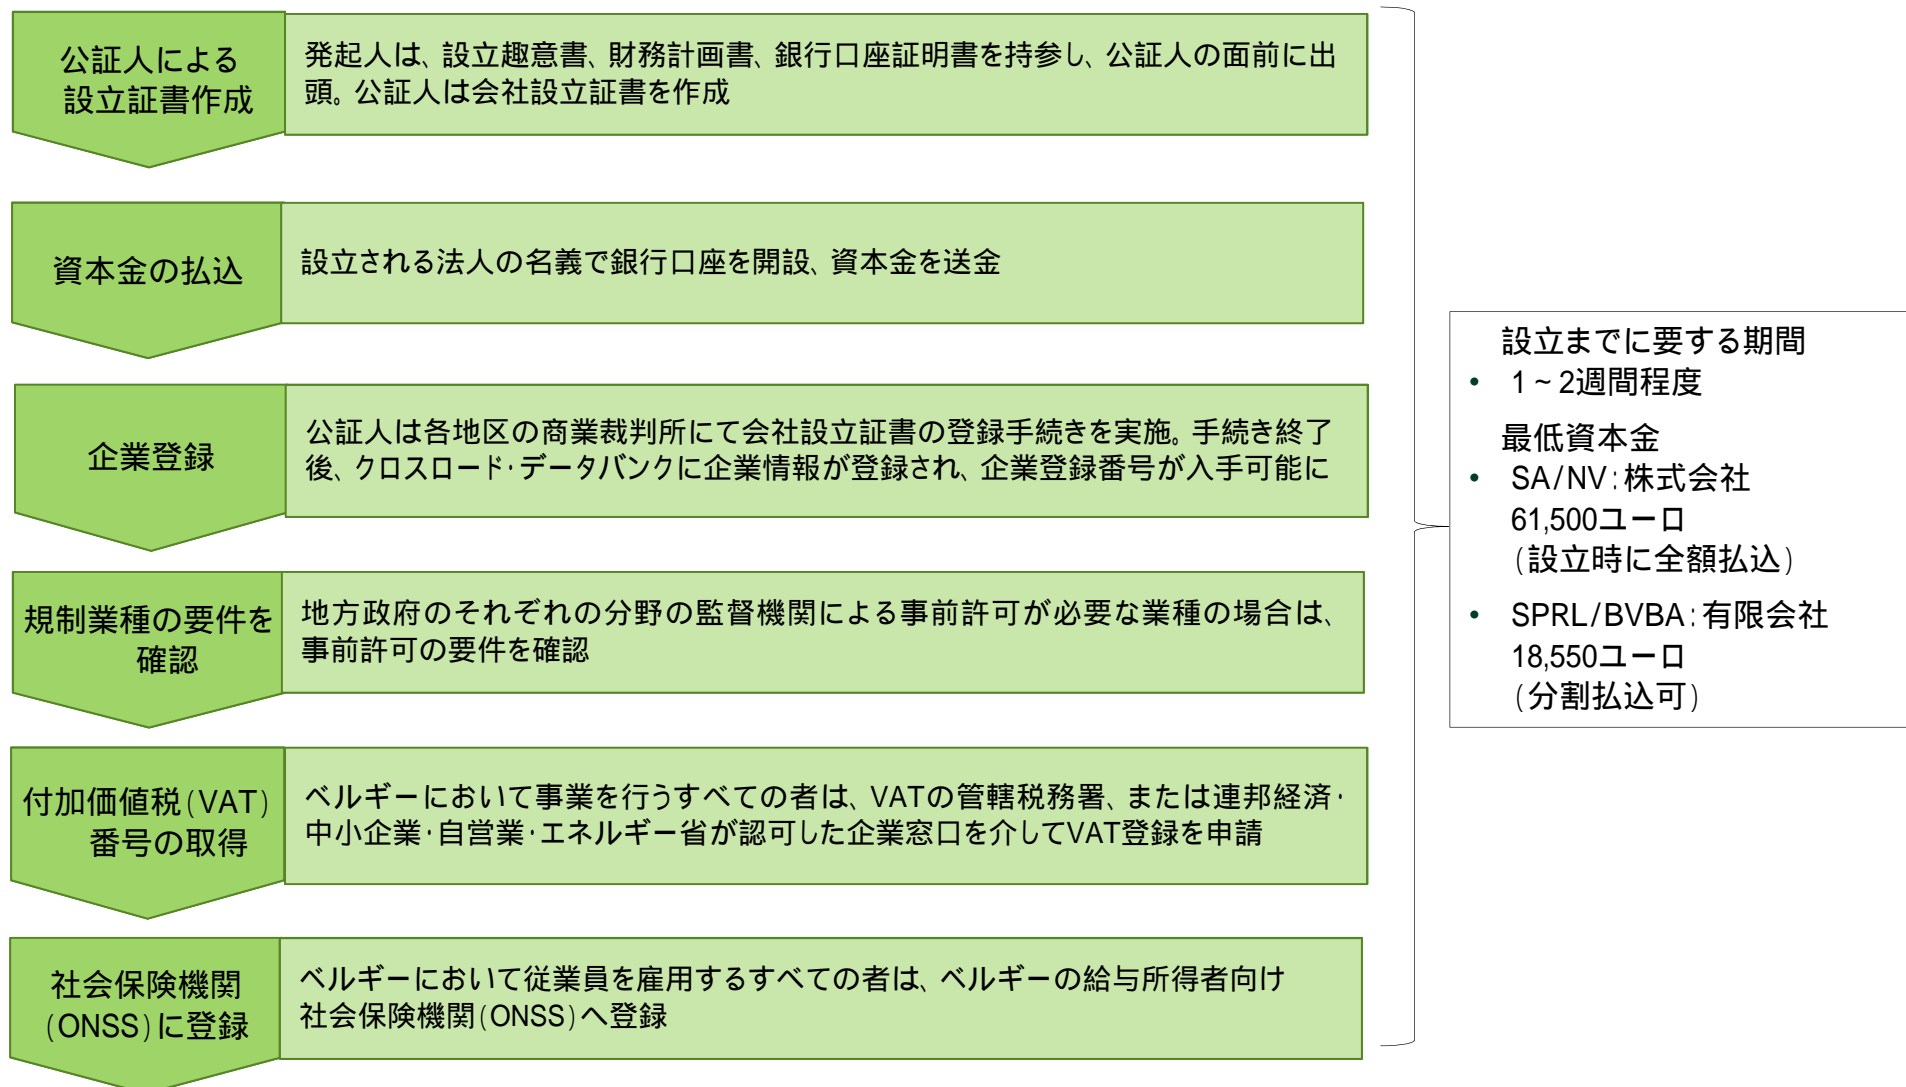 公証人による
設立証書作成
発起人は、設立趣意書、財務計画書、銀行口座証明書を持参し、公証人の面前に出
頭。公証人は会社設立証書を作成
資本金の払込
設立される法人の名義で銀行口座を開設、資本金を送金
企業登録
公証人は各地区の商業裁判所にて会社設立証書の登録手続きを実施。手続き終了
後、クロスロード・データバンクに企業情報が登録され、企業登録番号が入手可能に
規制業種の要件を
確認
地方政府のそれぞれの分野の監督機関による事前許可が必要な業種の場合は、
事前許可の要件を確認
付加価値税(VAT)
番号の取得
ベルギーにおいて事業を行うすべての者は、VATの管轄税務署、または連邦経済・
中小企業・自営業・エネルギー省が認可した企業窓口を介してVAT登録を申請
社会保険機関
(ONSS)に登録
ベルギーにおいて従業員を雇用するすべての者は、ベルギーの給与所得者向け
社会保険機関(ONSS)へ登録
設立までに要する期間
• 1~2週間程度
最低資本金
• SA/NV:株式会社
61,500ユーロ
(設立時に全額払込)
• SPRL/BVBA:有限会社
18,550ユーロ
(分割払込可)